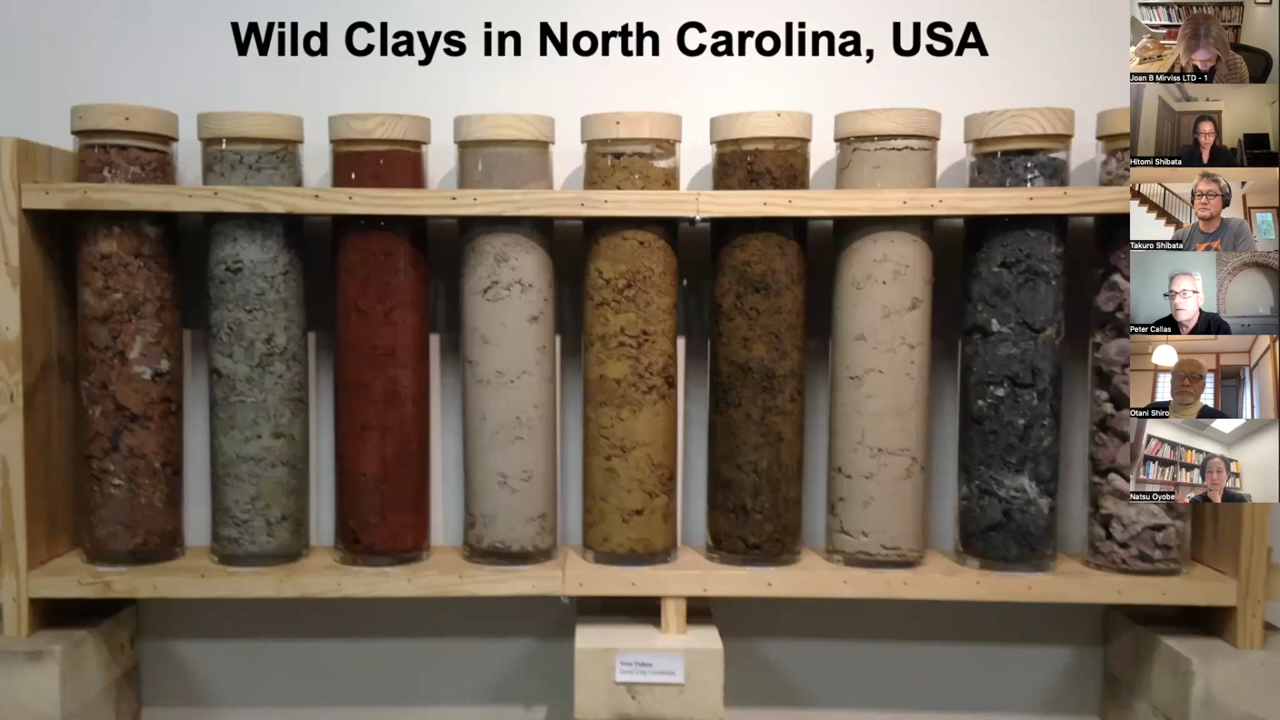 Wild Clays in North Carolina, USA
Joan B Mirviss LTD - 1
Hitomi Shibata
Takuro Shibata
Peter Callas
Otani Shiro
Natsu Oyobe